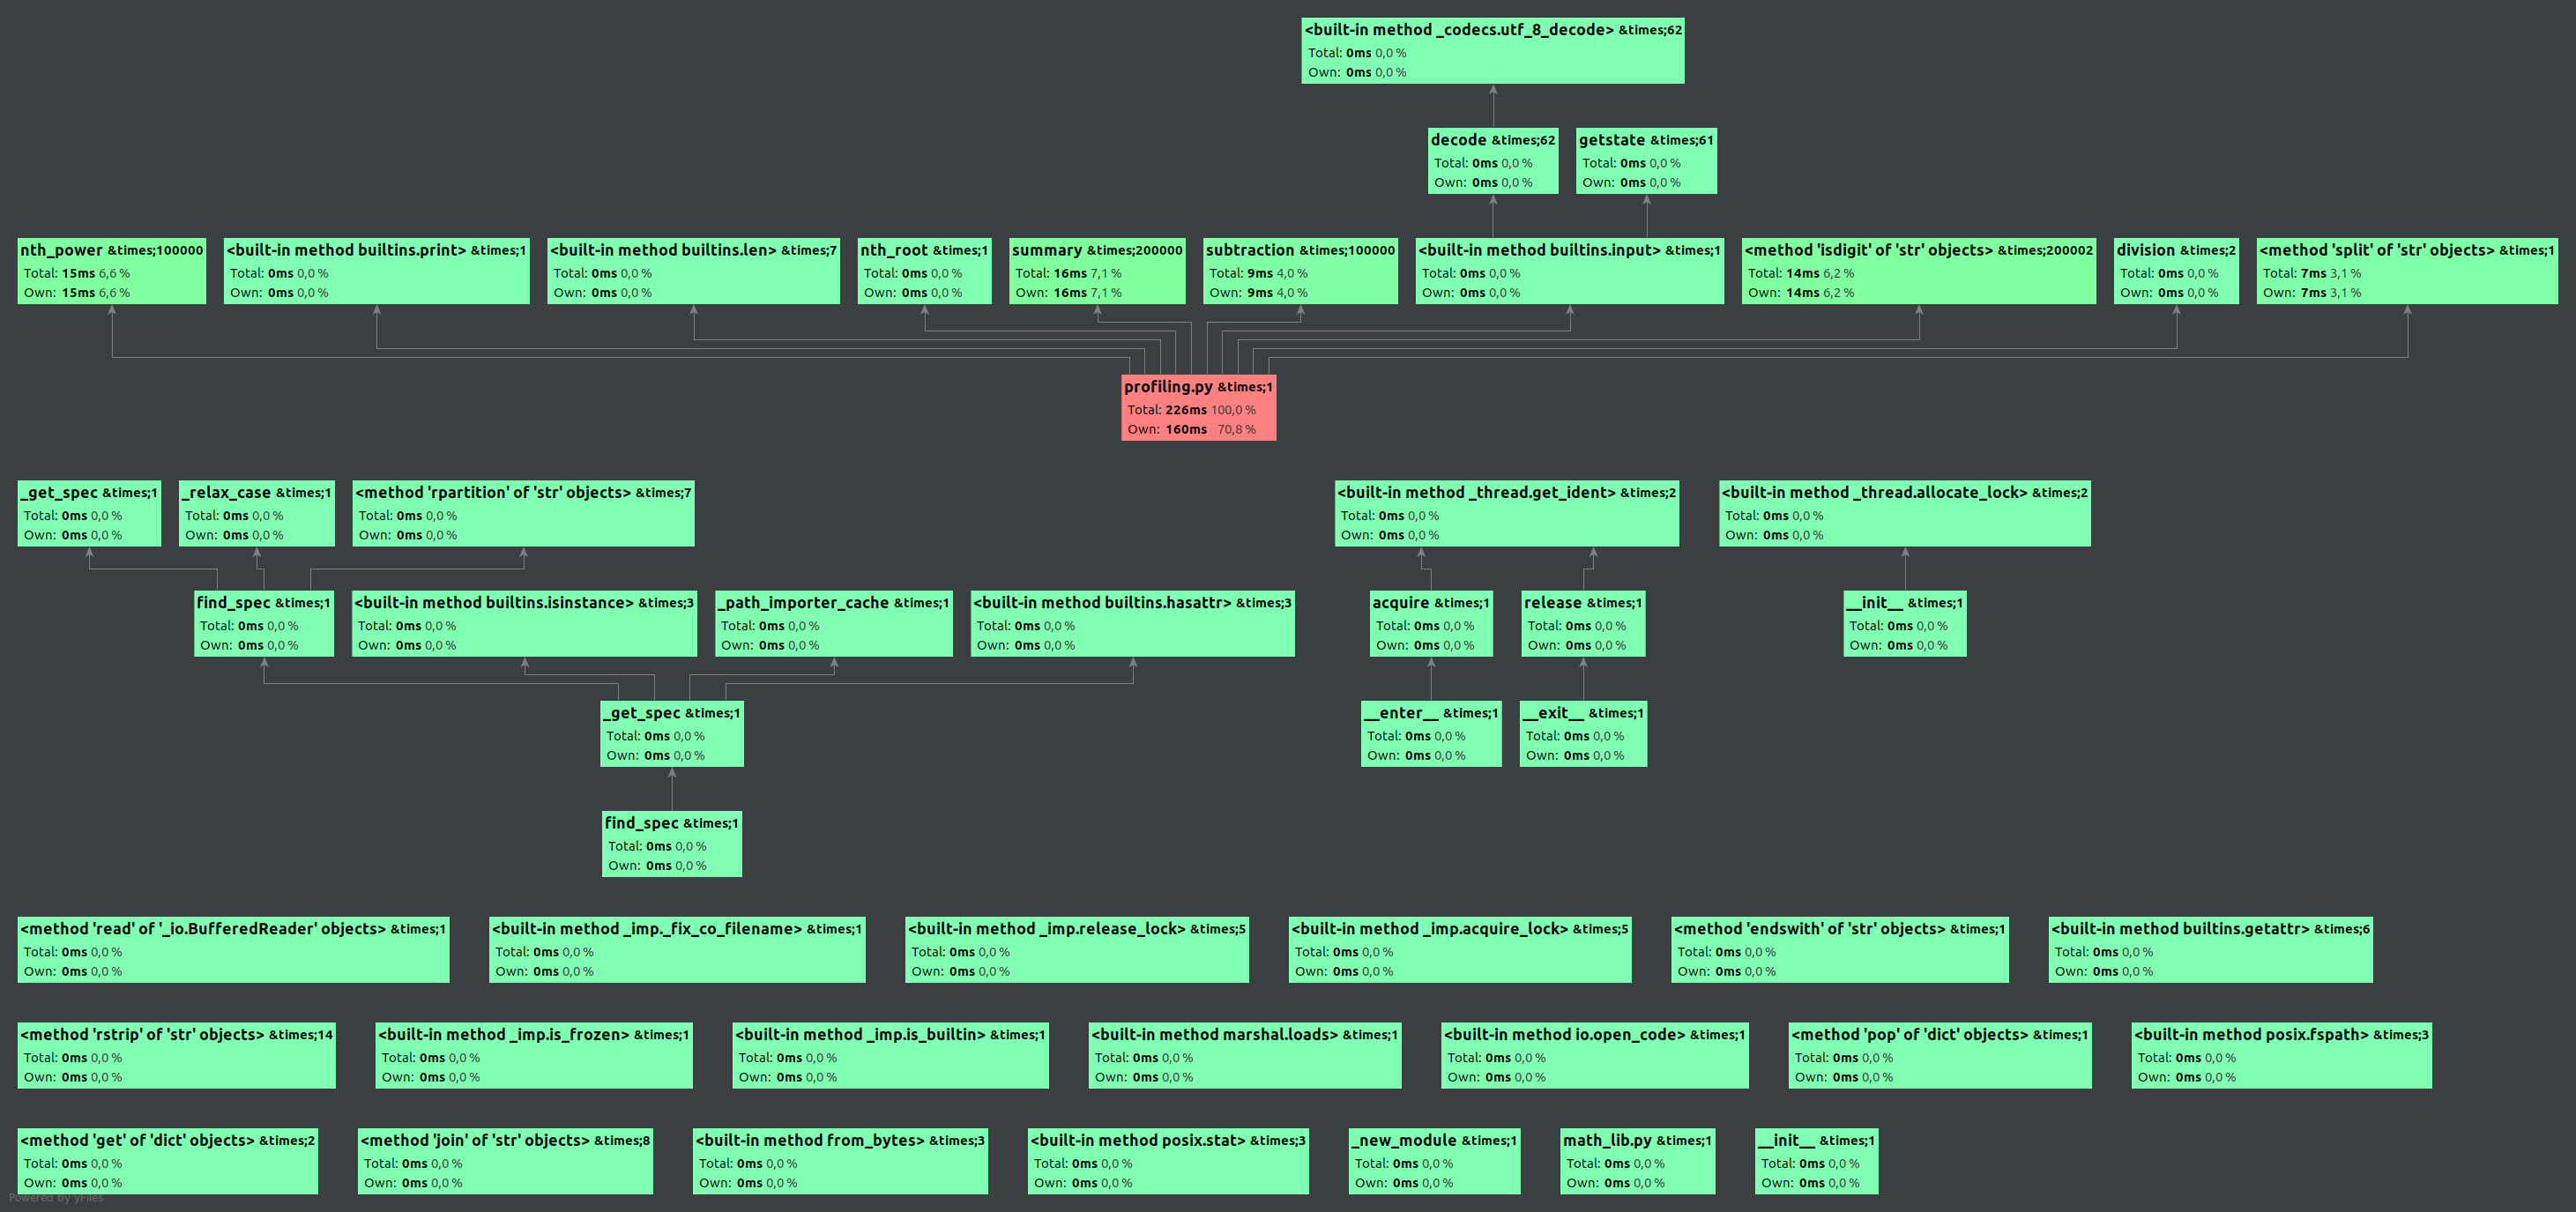 <built-in method _codecs.utf_8_decode> &times;62
Total: 0ms 0,0 %
Own: 0ms 0,0 %
decode &times;62
Total: 0ms 0,0 %
Own: 0ms 0,0 %
getstate &times;61
Total: 0ms 0,0 %
Own: 0ms 0,0 %
nth_power &times;100000
Total: 15ms 6,6 %
Own: 15ms 6,6 %
<built-in method builtins.print> &times;1
Total: 0ms 0,0 %
Own: 0ms 0,0 %
<built-in method builtins.len> &times;7
Total: 0ms 0,0 %
Own: 0ms 0,0 %
nth_root &times;1
Total: 0ms 0,0 %
Own: 0ms 0,0 %
summary &times;200000
Total: 16ms 7,1 %
Own: 16ms 7,1 %
subtraction &times;100000
Total: 9ms 4,0 %
Own: 9ms 4,0 %
<built-in method builtins.input> &times;1
Total: 0ms 0,0 %
Own: 0ms 0,0 %
<method 'isdigit' of 'str' objects> &times;200002
Total: 14ms 6,2 %
Own: 14ms 6,2 %
division &times;2
Total: 0ms 0,0 %
Own: 0ms 0,0 %
<method 'split' of 'str' objects> &times;1
Total: 7ms 3,1 %
Own: 7ms 3,1 %
profiling.py &times;1
Total: 226ms 100,0 %
Own: 160ms 70,8 %
_get_spec &times;1
Total: 0ms 0,0 %
Own: 0ms 0,0 %
_relax_case &times;1
Total: 0ms 0,0 %
Own: 0ms 0,0 %
<method 'rpartition' of 'str' objects> &times;7
Total: 0ms 0,0 %
Own: 0ms 0,0 %
<built-in method _thread.get_ident> &times;2
Total: 0ms 0,0 %
Own: 0ms 0,0 %
<built-in method _thread.allocate_lock> &times;2
Total: 0ms 0,0 %
Own: 0ms 0,0 %
find_spec &times;1
Total: 0ms 0,0 %
Own: 0ms 0,0 %
<built-in method builtins.isinstance> &times;3
Total: 0ms 0,0 %
Own: 0ms 0,0 %
_path_importer_cache &times;1
Total: 0ms 0,0 %
Own: 0ms 0,0 %
<built-in method builtins.hasattr> &times;3
Total: 0ms 0,0 %
Own: 0ms 0,0 %
acquire &times;1
Total: 0ms 0,0 %
Own: 0ms 0,0 %
release &times;1
Total: 0ms 0,0 %
Own: 0ms 0,0 %
__init__ &times;1
Total: 0ms 0,0 %
Own: 0ms 0,0 %
_get_spec &times;1
Total: 0ms 0,0 %
Own: 0ms 0,0 %
__enter__ &times;1
Total: 0ms 0,0 %
Own: 0ms 0,0 %
__exit__ &times;1
Total: 0ms 0,0 %
Own: 0ms 0,0 %
find_spec &times;1
Total: 0ms 0,0 %
Own: 0ms 0,0 %
<method 'read' of '_io.BufferedReader' objects> &times;1
Total: 0ms 0,0 %
Own: 0ms 0,0 %
<built-in method _imp._fix_co_filename> &times;1
Total: 0ms 0,0 %
Own: 0ms 0,0 %
<built-in method _imp.release_lock> &times;5
Total: 0ms 0,0 %
Own: 0ms 0,0 %
<built-in method _imp.acquire_lock> &times;5
Total: 0ms 0,0 %
Own: 0ms 0,0 %
<method 'endswith' of 'str' objects> &times;1
Total: 0ms 0,0 %
Own: 0ms 0,0 %
<built-in method builtins.getattr> &times;6
Total: 0ms 0,0 %
Own: 0ms 0,0 %
<method 'rstrip' of 'str' objects> &times;14
Total: 0ms 0,0 %
Own: 0ms 0,0 %
<built-in method _imp.is_frozen> &times;1
Total: 0ms 0,0 %
Own: 0ms 0,0 %
<built-in method _imp.is_builtin> &times;1
Total: 0ms 0,0 %
Own: 0ms 0,0 %
<built-in method marshal.loads> &times;1
Total: 0ms 0,0 %
Own: 0ms 0,0 %
<built-in method io.open_code> &times;1
Total: 0ms 0,0 %
Own: 0ms 0,0 %
<method 'pop' of 'dict' objects> &times;1
Total: 0ms 0,0 %
Own: 0ms 0,0 %
<built-in method posix.fspath> &times;3
Total: 0ms 0,0 %
Own: 0ms 0,0 %
<method 'get' of 'dict' objects> &times;2
Total: 0ms 0,0 %
Own: 0ms 0,0 %
<method 'join' of 'str' objects> &times;8
Total: 0ms 0,0 %
Own: 0ms 0,0 %
<built-in method from_bytes> &times;3
Total: 0ms 0,0 %
Own: 0ms 0,0 %
<built-in method posix.stat> &times;3
Total: 0ms 0,0 %
Own: 0ms 0,0 %
_new_module &times;1
Total: 0ms 0,0 %
Own: 0ms 0,0 %
math_lib.py &times;1
Total: 0ms 0,0 %
Own: 0ms 0,0 %
__init__ &times;1
Total: 0ms 0,0 %
Own: 0ms 0,0 %
Powered by yFiles